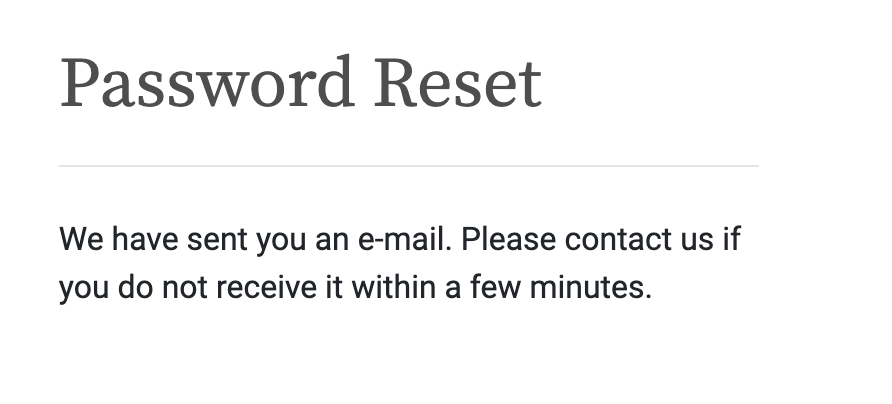 Password Reset
We have sent you an e-mail. Please contact us if
you do not receive it within a few minutes.